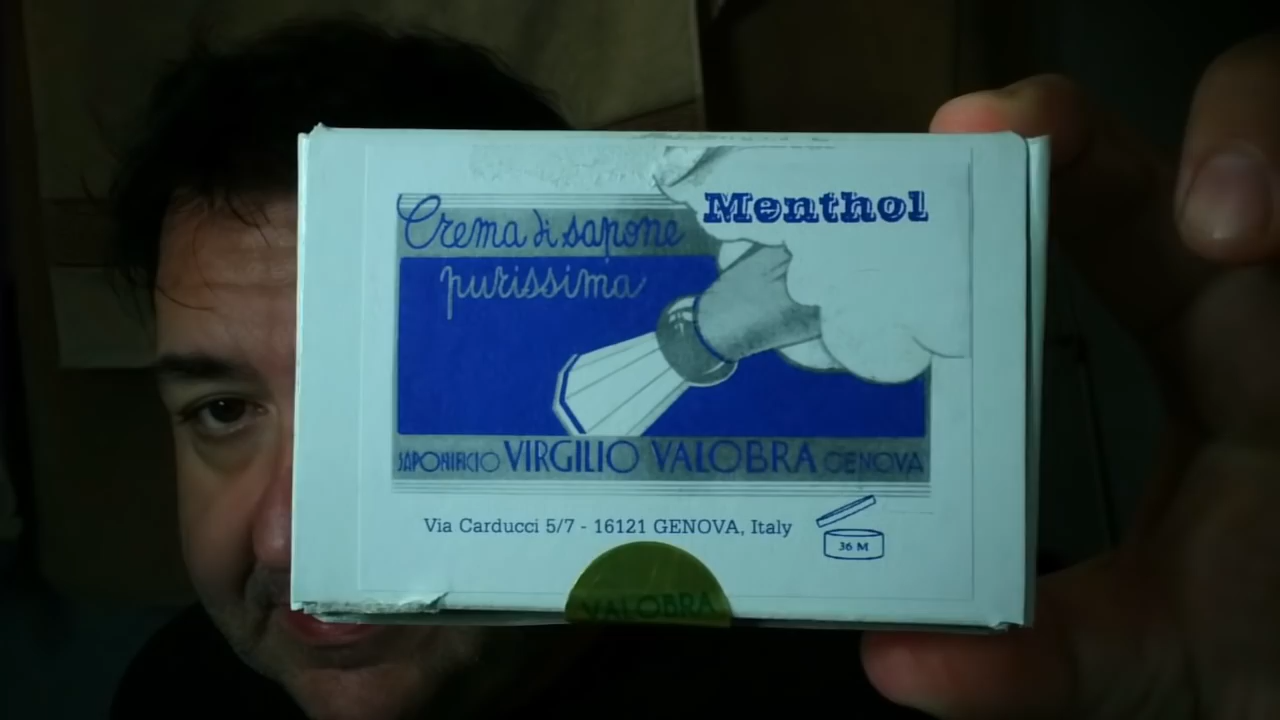 Menthol
Crema di sapone
purissima
SAPONIFICIO VIRGILIO VALOBRA GENOVA
Via Carducci 5/7 - 16121 GENOVA, Italy
36 M
VALOBRA